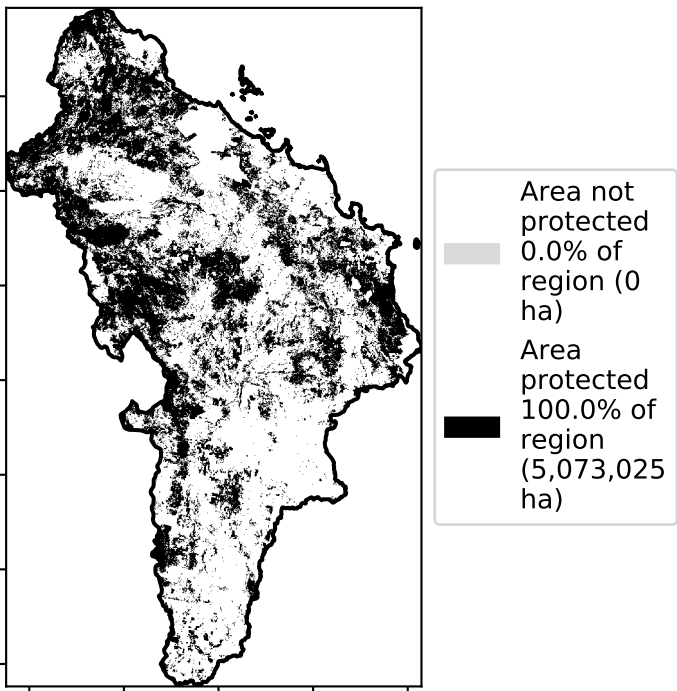 Area not
protected
0.0% of
region (0
ha)
Area
protected
100.0% of
region
(5,073,025
ha)